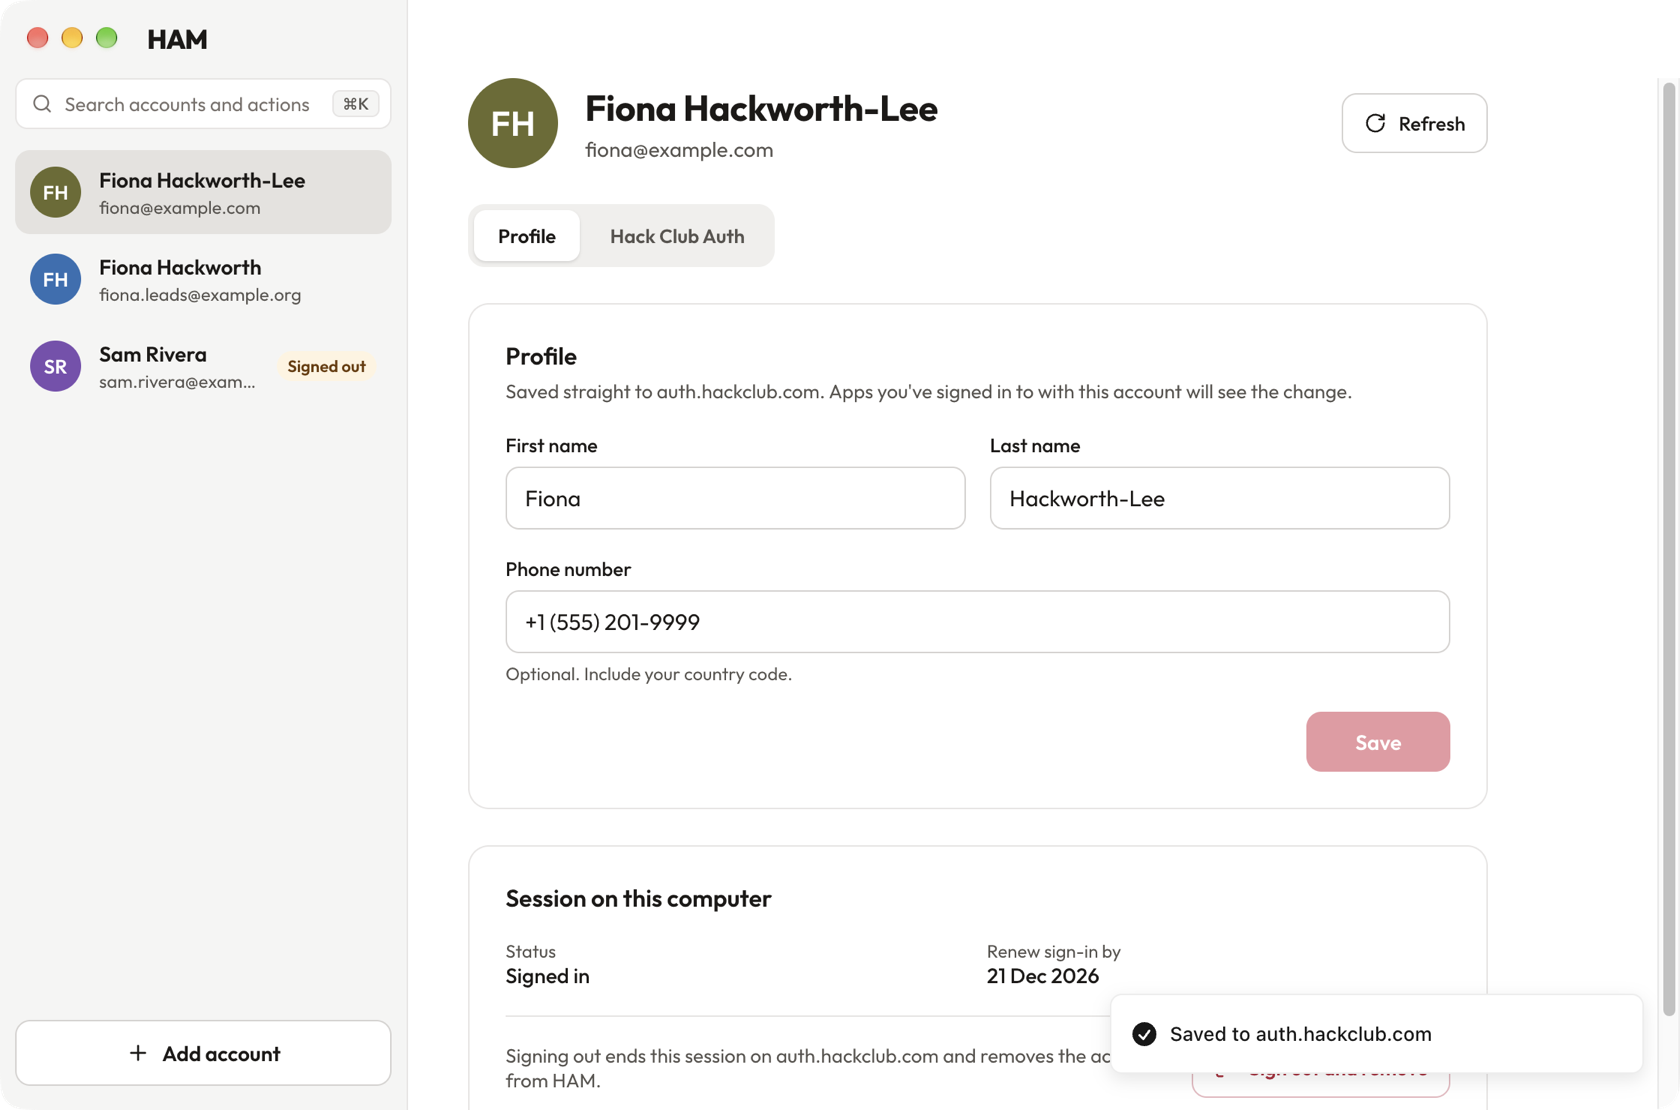 HAM
Search accounts and actions ⌘K
FH
Fiona Hackworth-Lee
fiona@example.com
FH
Fiona Hackworth
fiona.leads@example.org
SR
Sam Rivera
sam.rivera@exam...
Signed out
+ Add account
FH
Fiona Hackworth-Lee
fiona@example.com
Refresh
Profile
Hack Club Auth
Profile
Saved straight to auth.hackclub.com. Apps you've signed in to with this account will see the change.
First name
Fiona
Last name
Hackworth-Lee
Phone number
+1 (555) 201-9999
Optional. Include your country code.
Save
Session on this computer
Status
Signed in
Renew sign-in by
21 Dec 2026
Signing out ends this session on auth.hackclub.com and removes the
from HAM.
Saved to auth.hackclub.com